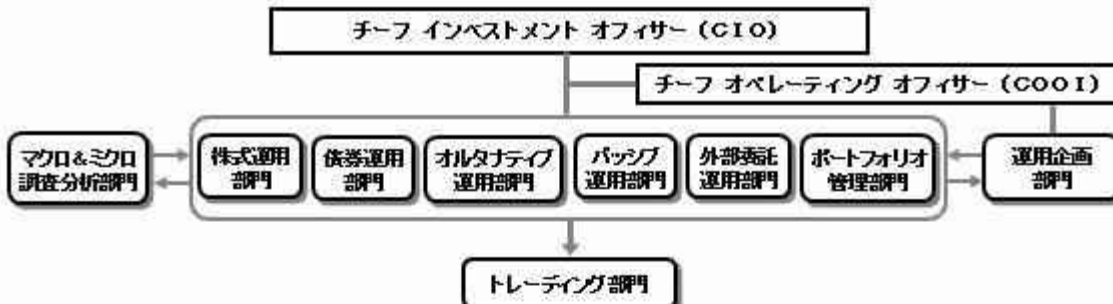 チーフ インベストメント オフィサー (CIO)
チーフ オペレーティング オフィサー (COOI)
マクロ&ミクロ
調査分析部門
株式運用
部門
債券運用
部門
オルタナティブ
運用部門
パッシブ
運用部門
外部委託
運用部門
ポートフォリオ
管理部門
運用企画
部門
トレーディング部門